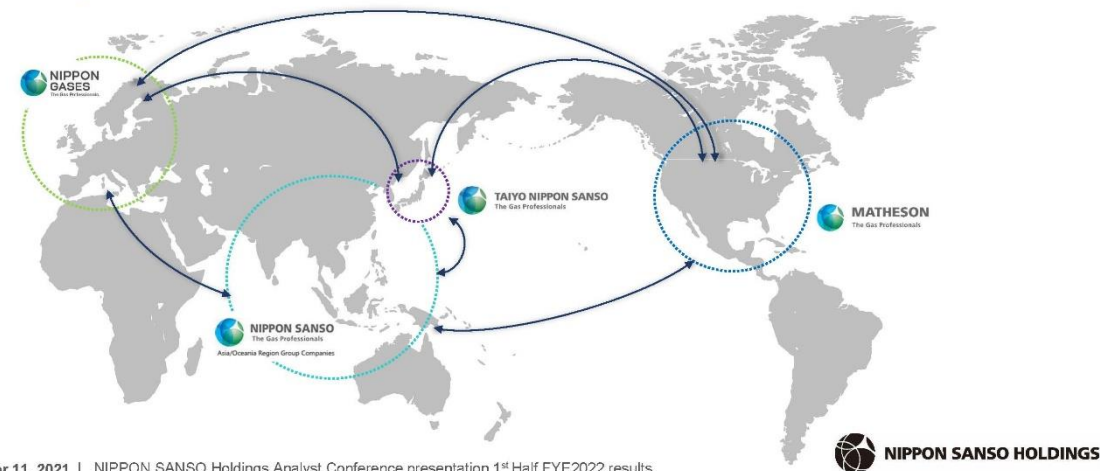 NIPPON
GASES
The Gas Professionals
TAIYO NIPPON SANSO
The Gas Professionals
MATHESON
The Gas Professionals
NIPPON SANSO
The Gas Professionals
Asia/Oceania Region Group Companies
NIPPON SANSO HOLDINGS
r 11, 2021 | NIPPON SANSO Holdings Analyst Conference presentation 1st Half FYE2022 results